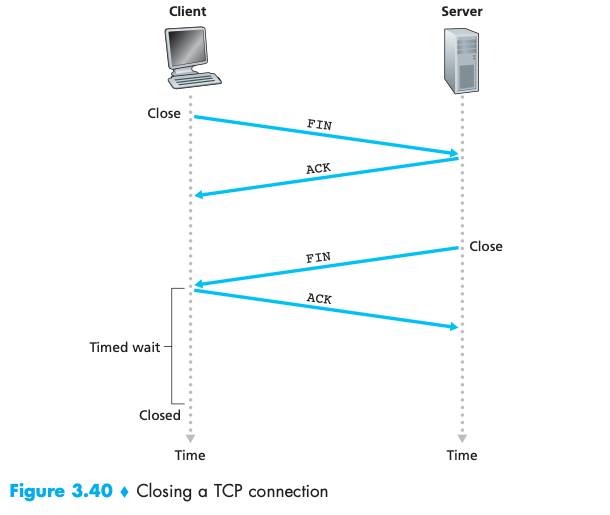 Client
Server
Close
FIN
ACK
Close
FIN
ACK
Timed wait
Closed
Time
Time
Figure 3.40 ♦ Closing a TCP connection